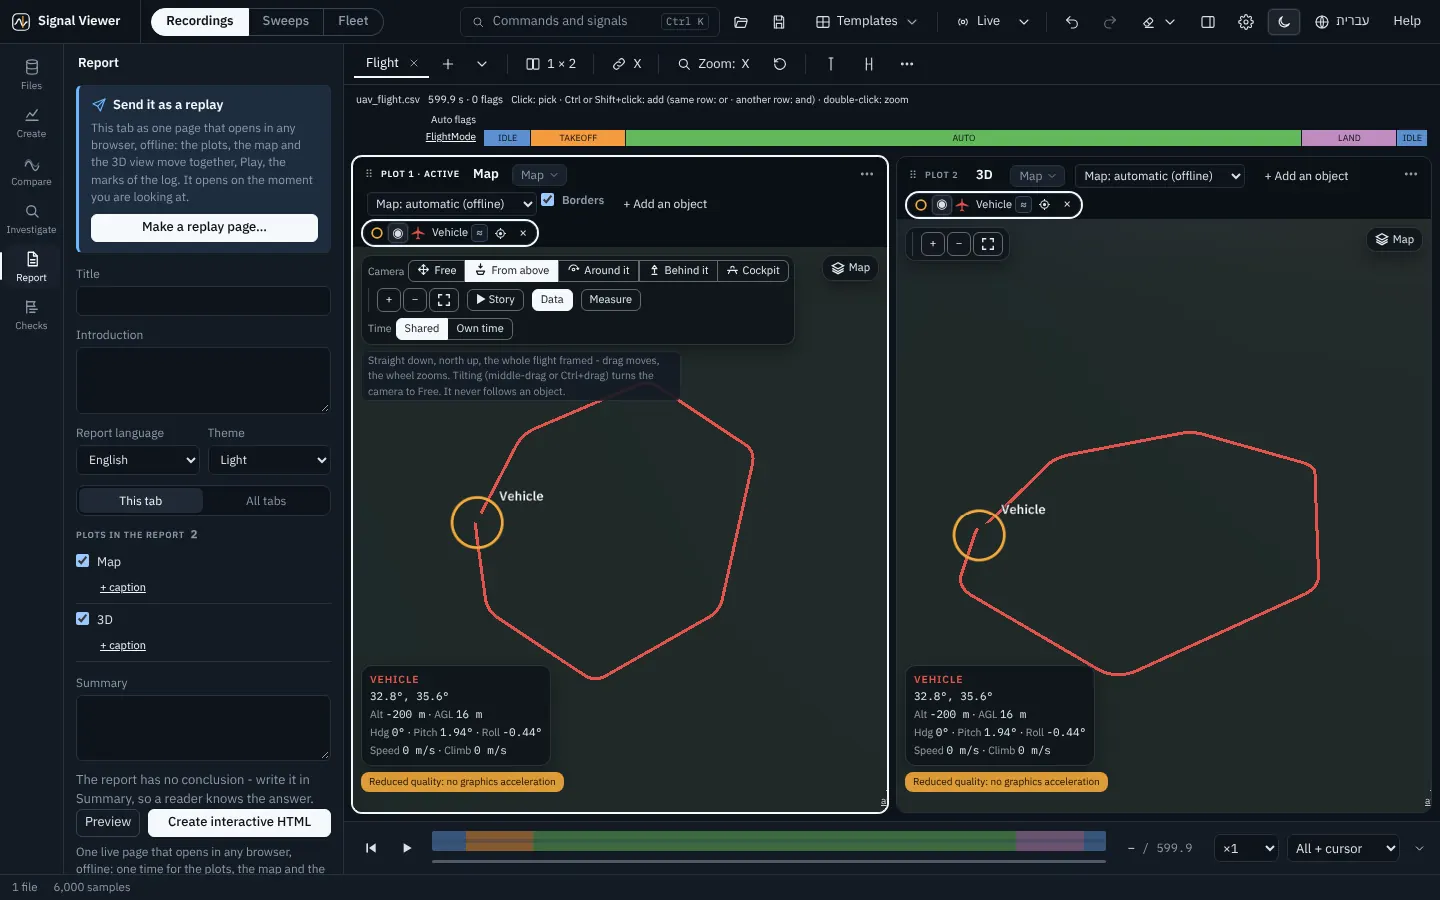 Signal Viewer
Recordings Sweeps Fleet
Commands and signals Ctrl K
Templates
Live
עברית
Help
Files
Create
Compare
Investigate
Report
Checks
Report
Send it as a replay
This tab as one page that opens in any
browser, offline: the plots, the map and
the 3D view move together, Play, the
marks of the log. It opens on the moment
you are looking at.
Make a replay page...
Title
Introduction
Report language Theme
English Light
This tab All tabs
PLOTS IN THE REPORT 2
Map
+ caption
3D
+ caption
Summary
The report has no conclusion - write it in
Summary, so a reader knows the answer.
Preview Create interactive HTML
One live page that opens in any browser,
offline: one time for the plots, the map and the
Flight × + 1 × 2 X Zoom: X
uav_flight.csv 599.9 s · 0 flags Click: pick · Ctrl or Shift+click: add (same row: or · another row: and) · double-click: zoom
Auto flags
FlightMode IDLE TAKEOFF AUTO LAND IDLE
PLOT 1 · ACTIVE Map Map
Map: automatic (offline) Borders + Add an object
Vehicle ≈ ×
Camera Free From above Around it Behind it Cockpit
Map
+ − Story Data Measure
Time Shared Own time
Straight down, north up, the whole flight framed - drag moves,
the wheel zooms. Tilting (middle-drag or Ctrl+drag) turns the
camera to Free. It never follows an object.
Vehicle
VEHICLE
32.8°, 35.6°
Alt -200 m · AGL 16 m
Hdg 0° · Pitch 1.94° · Roll -0.44°
Speed 0 m/s · Climb 0 m/s
Reduced quality: no graphics acceleration
PLOT 2 3D Map Map: automatic (offline) + Add an object
Vehicle ≈ ×
+ − Map
Vehicle
VEHICLE
32.8°, 35.6°
Alt -200 m · AGL 16 m
Hdg 0° · Pitch 1.94° · Roll -0.44°
Speed 0 m/s · Climb 0 m/s
Reduced quality: no graphics acceleration
– / 599.9 ×1 All + cursor
1 file 6,000 samples